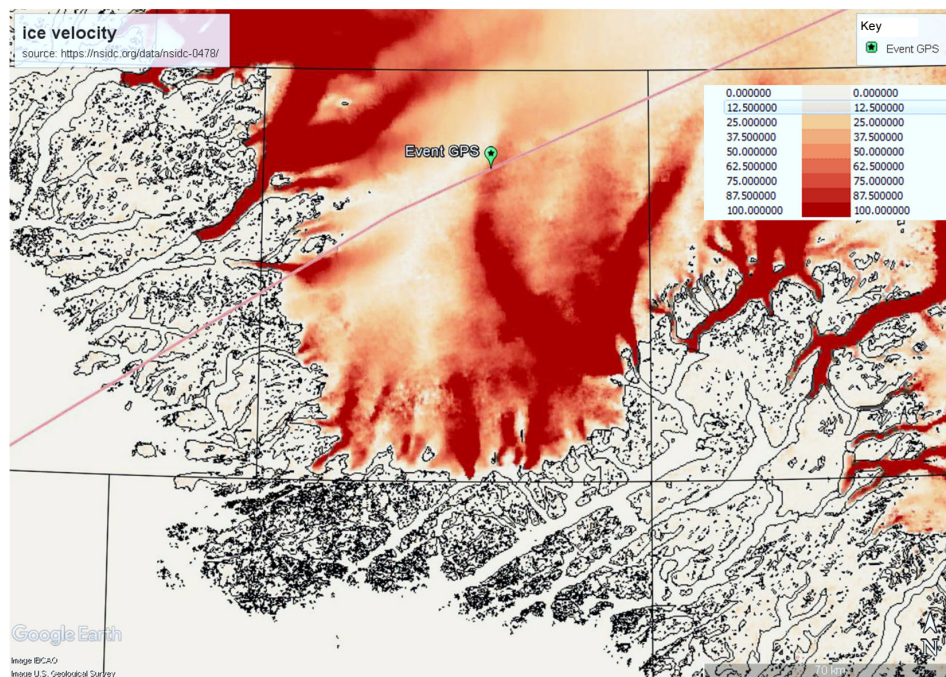 ice velocity
source: https://nsidc.org/data/nsidc-0478/
Key
Event GPS
0.000000 0.000000
12.500000 12.500000
25.000000 25.000000
37.500000 37.500000
50.000000 50.000000
62.500000 62.500000
75.000000 75.000000
87.500000 87.500000
100.000000 100.000000
Event GPS
Google Earth
Image IBCAO
Image U.S. Geological Survey
N
70 km